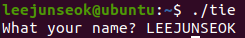 leejunseok@ubuntu:~$ ./tie
What your name? LEEJUNSEOK